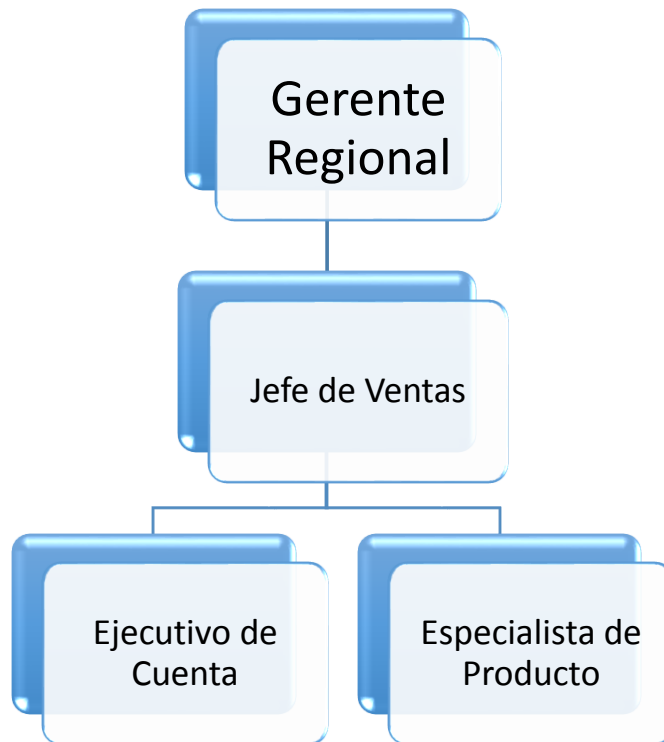 Gerente
Regional
Jefe de Ventas
Ejecutivo de
Cuenta
Especialista de
Producto